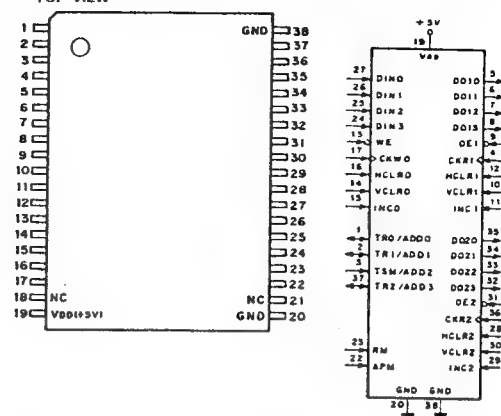 TOP VIEW
1
2
3
4
5
6
7
8
9
10
11
12
13
14
15
16
17
18 NC
19 VDD(+5V)
GND 38
37
36
35
34
33
32
31
30
29
28
27
26
25
24
23
22
NC 21
GND 20
+5V
19
VDD
27 DIN0
26 DIN1
25 DIN2
24 DIN3
13 WE
17 CKW0
16 HCLR0
14 VCLR0
15 INC0
1 TR0/ADD0
2 TR1/ADD1
3 TSM/ADD2
37 TR2/ADD3
23 RM
22 APM
DO10 5
DO11 6
DO12 7
DO13 8
OE1 9
CKR1 4
HCLR1 12
VCLR1 10
INC1 11
DO20 35
DO21 34
DO22 33
DO23 32
OE2 31
CKR2 36
HCLR2 28
VCLR2 30
INC2 29
GND GND
20 38